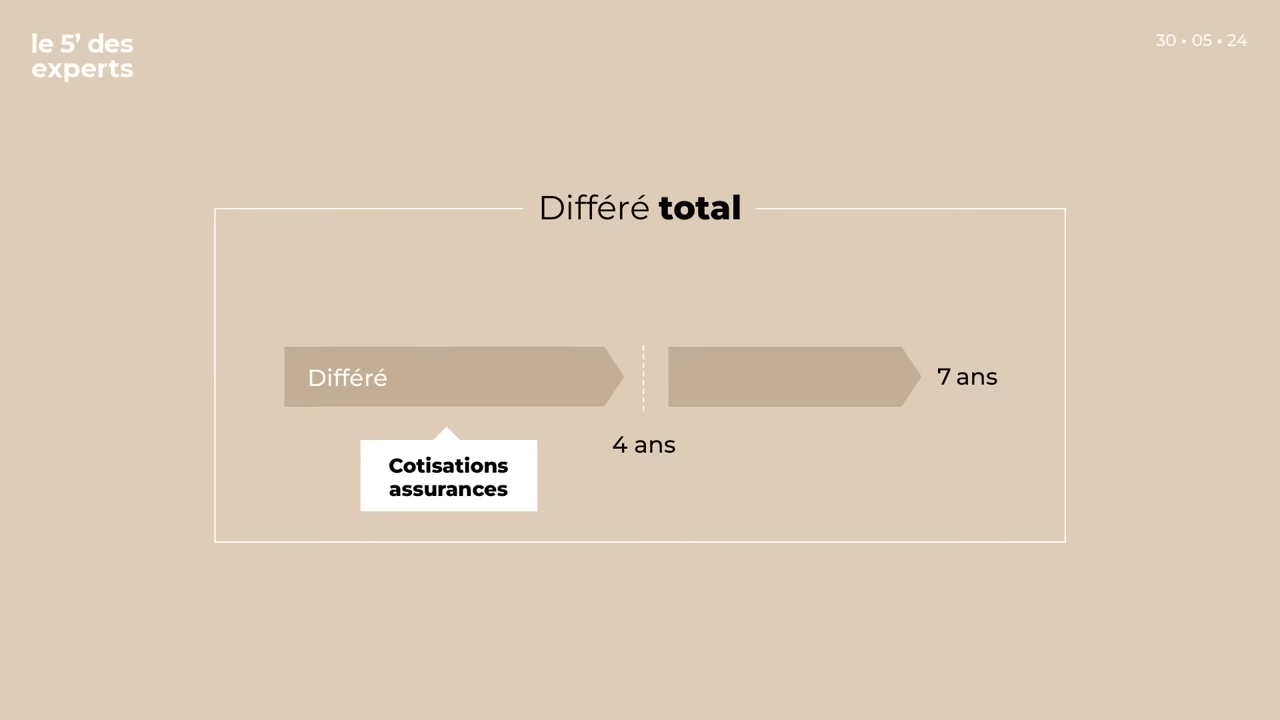 le 5’ des
experts
30 • 05 • 24
Différé total
Différé
7 ans
4 ans
Cotisations
assurances